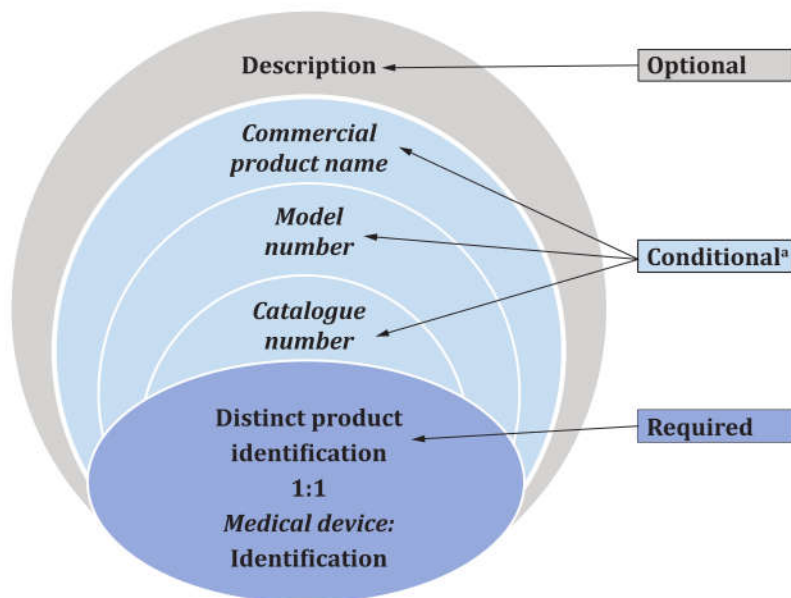 Description
Optional
Commercial
product name
Model
number
Conditionalª
Catalogue
number
Distinct product
identification
1:1
Medical device:
Identification
Required